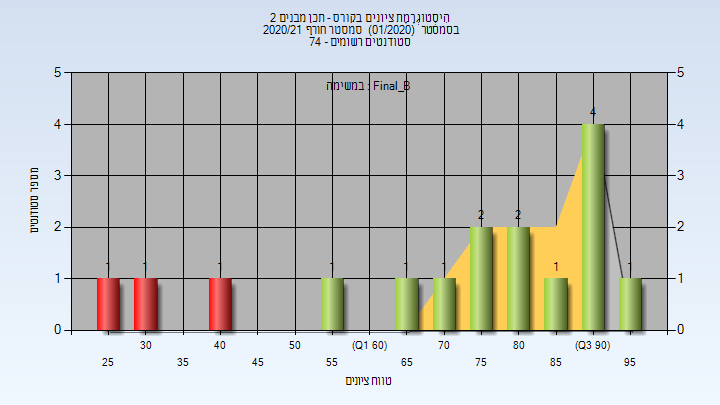 היסטוגרמת ציונים בקורס - תכן מבנים 2
בסמסטר (01/2020) סמסטר חורף 2020/21
סטודנטים רשומים - 74
במשימה : Final_B
מספר סטודנטים
5 5
4 4
3 3
2 2
1 1
0 0
1 1 1 1 1 1 2 2 1 4 1
30 40 50 (Q1 60) 70 80 (Q3 90)
25 35 45 55 65 75 85 95
טווח ציונים